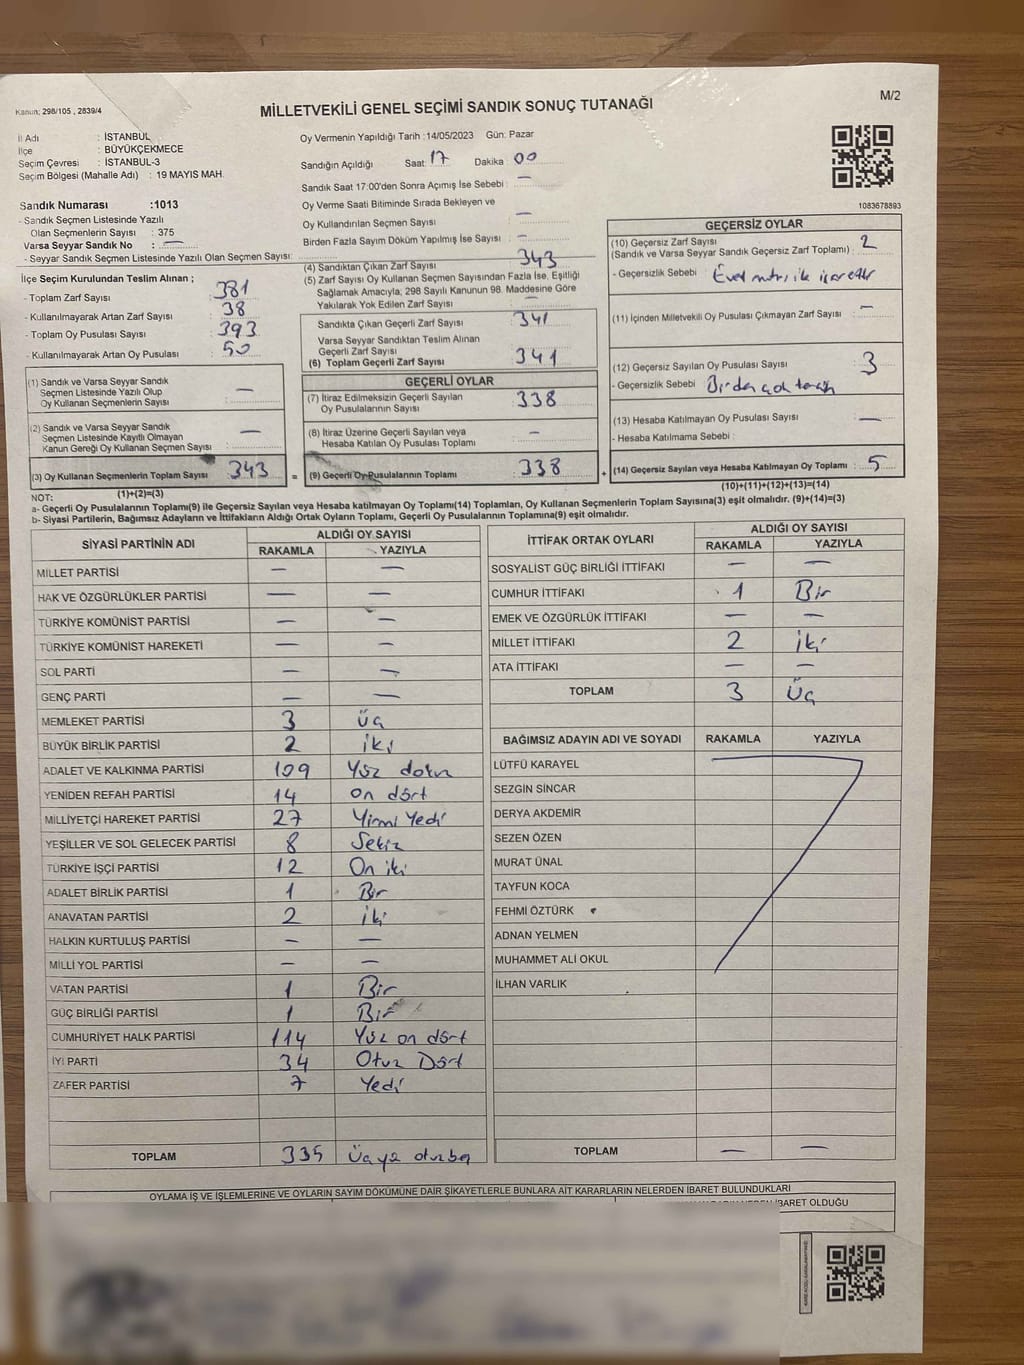 Kanun: 298/105 , 2839/4
MİLLETVEKİLİ GENEL SEÇİMİ SANDIK SONUÇ TUTANAĞI
M/2
İl Adı : İSTANBUL
İlçe : BÜYÜKÇEKMECE
Seçim Çevresi : İSTANBUL-3
Seçim Bölgesi (Mahalle Adı) : 19 MAYIS MAH.
Sandık Numarası :1013
- Sandık Seçmen Listesinde Yazılı
Olan Seçmenlerin Sayısı : 375
Varsa Seyyar Sandık No : —
- Seyyar Sandık Seçmen Listesinde Yazılı Olan Seçmen Sayısı:
Oy Vermenin Yapıldığı Tarih :14/05/2023 Gün: Pazar
Sandığın Açıldığı Saat 17 Dakika 00
Sandık Saat 17:00'den Sonra Açımış İse Sebebi : —
Oy Verme Saati Bitiminde Sırada Bekleyen ve
Oy Kullandırılan Seçmen Sayısı —
Birden Fazla Sayım Döküm Yapılmış İse Sayısı : —
1083678893
İlçe Seçim Kurulundan Teslim Alınan ;
- Toplam Zarf Sayısı : 381
- Kullanılmayarak Artan Zarf Sayısı : 38
- Toplam Oy Pusulası Sayısı : 393
- Kullanılmayarak Artan Oy Pusulası : 50
(1) Sandık ve Varsa Seyyar Sandık
Seçmen Listesinde Yazılı Olup
Oy Kullanan Seçmenlerin Sayısı : —
(2) Sandık ve Varsa Seyyar Sandık
Seçmen Listesinde Kayıtlı Olmayan
Kanun Gereği Oy Kullanan Seçmen Sayısı : —
(3) Oy Kullanan Seçmenlerin Toplam Sayısı : 343
(1)+(2)=(3)
(4) Sandıktan Çıkan Zarf Sayısı : 343
(5) Zarf Sayısı Oy Kullanan Seçmen Sayısından Fazla İse, Eşitliği
Sağlamak Amacıyla; 298 Sayılı Kanunun 98. Maddesine Göre
Yakılarak Yok Edilen Zarf Sayısı : —
Sandıkta Çıkan Geçerli Zarf Sayısı : 341
Varsa Seyyar Sandıktan Teslim Alınan
Geçerli Zarf Sayısı :
(6) Toplam Geçerli Zarf Sayısı : 341
GEÇERLİ OYLAR
(7) İtiraz Edilmeksizin Geçerli Sayılan
Oy Pusulalarının Sayısı : 338
(8) İtiraz Üzerine Geçerli Sayılan veya
Hesaba Katılan Oy Pusulası Toplamı : —
= (9) Geçerli Oy Pusulalarının Toplamı : 338
GEÇERSİZ OYLAR
(10) Geçersiz Zarf Sayısı
(Sandık ve Varsa Seyyar Sandık Geçersiz Zarf Toplamı) : 2
- Geçersizlik Sebebi : Evet
(11) İçinden Milletvekili Oy Pusulası Çıkmayan Zarf Sayısı : —
(12) Geçersiz Sayılan Oy Pusulası Sayısı : 3
- Geçersizlik Sebebi : Birden çok
(13) Hesaba Katılmayan Oy Pusulası Sayısı : —
- Hesaba Katılmama Sebebi :
+ (14) Geçersiz Sayılan veya Hesaba Katılmayan Oy Toplamı : 5
(10)+(11)+(12)+(13)=(14)
NOT:
a- Geçerli Oy Pusulalarının Toplamı(9) ile Geçersiz Sayılan veya Hesaba katılmayan Oy Toplamı(14) Toplamları, Oy Kullanan Seçmenlerin Toplam Sayısına(3) eşit olmalıdır. (9)+(14)=(3)
b- Siyasi Partilerin, Bağımsız Adayların ve İttifakların Aldığı Ortak Oyların Toplamı, Geçerli Oy Pusulalarının Toplamına(9) eşit olmalıdır.
SİYASİ PARTİNİN ADI ALDIĞI OY SAYISI
RAKAMLA YAZIYLA
MİLLET PARTİSİ — —
HAK VE ÖZGÜRLÜKLER PARTİSİ — —
TÜRKİYE KOMÜNİST PARTİSİ — —
TÜRKİYE KOMÜNİST HAREKETİ — —
SOL PARTİ — —
GENÇ PARTİ — —
MEMLEKET PARTİSİ 3 Üç
BÜYÜK BİRLİK PARTİSİ 2 iki
ADALET VE KALKINMA PARTİSİ 109 Yüz dokuz
YENİDEN REFAH PARTİSİ 14 on dört
MİLLİYETÇİ HAREKET PARTİSİ 27 Yirmi Yedi
YEŞİLLER VE SOL GELECEK PARTİSİ 8 Sekiz
TÜRKİYE İŞÇİ PARTİSİ 12 On iki
ADALET BİRLİK PARTİSİ 1 Bir
ANAVATAN PARTİSİ 2 iki
HALKIN KURTULUŞ PARTİSİ — —
MİLLİ YOL PARTİSİ — —
VATAN PARTİSİ 1 Bir
GÜÇ BİRLİĞİ PARTİSİ 1 Bir
CUMHURİYET HALK PARTİSİ 114 Yüz on dört
İYİ PARTİ 34 Otuz Dört
ZAFER PARTİSİ 7 Yedi
TOPLAM 335 Üçyüz otuzbeş
İTTİFAK ORTAK OYLARI ALDIĞI OY SAYISI
RAKAMLA YAZIYLA
SOSYALİST GÜÇ BİRLİĞİ İTTİFAKI — —
CUMHUR İTTİFAKI 1 Bir
EMEK VE ÖZGÜRLÜK İTTİFAKI — —
MİLLET İTTİFAKI 2 iki
ATA İTTİFAKI — —
TOPLAM 3 Üç
BAĞIMSIZ ADAYIN ADI VE SOYADI RAKAMLA YAZIYLA
LÜTFÜ KARAYEL
SEZGİN SİNCAR
DERYA AKDEMİR
SEZEN ÖZEN
MURAT ÜNAL
TAYFUN KOCA
FEHMİ ÖZTÜRK
ADNAN YELMEN
MUHAMMET ALİ OKUL
İLHAN VARLIK
TOPLAM — —
OYLAMA İŞ VE İŞLEMLERİNE VE OYLARIN SAYIM DÖKÜMÜNE DAİR ŞİKAYETLERLE BUNLARA AİT KARARLARIN NELERDEN İBARET BULUNDUKLARI
İBARET OLDUĞU